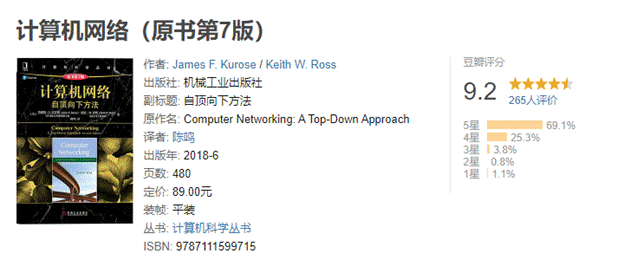 计算机网络（原书第7版）
计算机网络
自顶向下方法
Computer Networking
A Top-Down Approach
Computer
Networking
作者: James F. Kurose / Keith W. Ross
出版社: 机械工业出版社
副标题: 自顶向下方法
原作名: Computer Networking: A Top-Down Approach
译者: 陈鸣
出版年: 2018-6
页数: 480
定价: 89.00元
装帧: 平装
丛书: 计算机科学丛书
ISBN: 9787111599715
豆瓣评分
9.2
265人评价
5星 69.1%
4星 25.3%
3星 3.8%
2星 0.8%
1星 1.1%